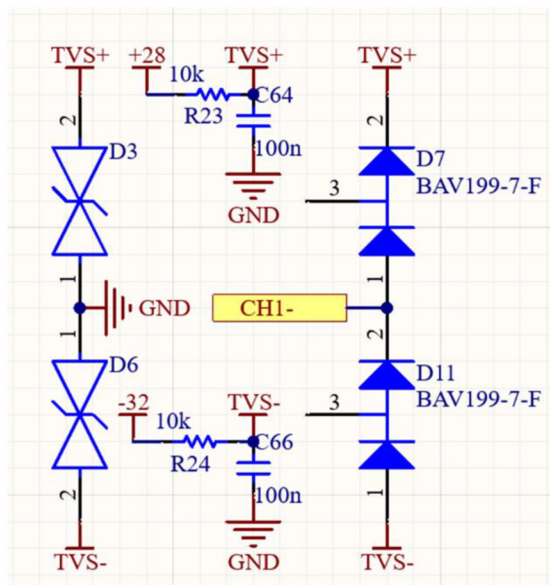 TVS+ +28 TVS+ TVS+
10k
2 C64 2
D3 R23 D7
100n BAV199-7-F
3
GND
1 1
GND CH1-
1 2
D6 D11
-32 TVS- BAV199-7-F
10k 3
C66
R24
2 100n 1
GND
TVS- TVS-